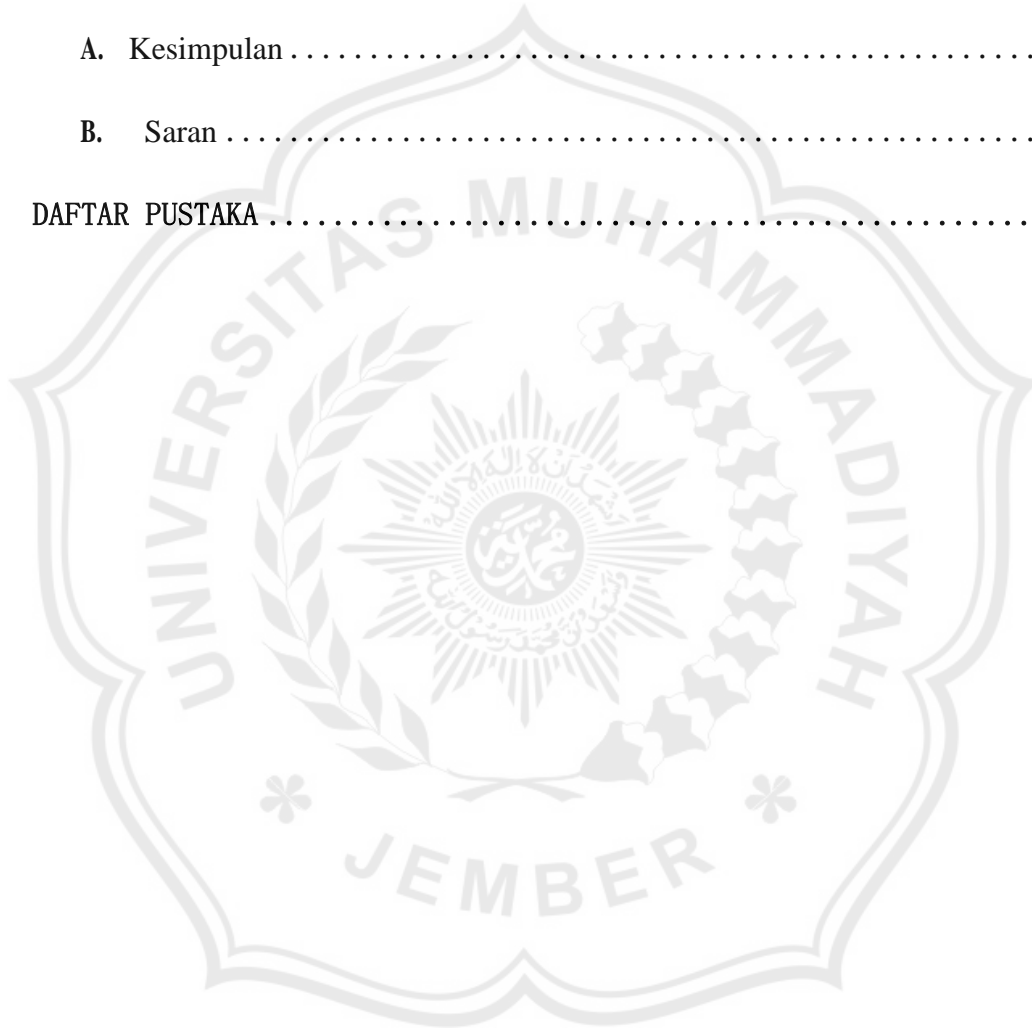 A. Kesimpulan ...............................................
B. Saran ...................................................
DAFTAR PUSTAKA ................................................
UNIVERSITAS MUHAMMADIYAH
JEMBER